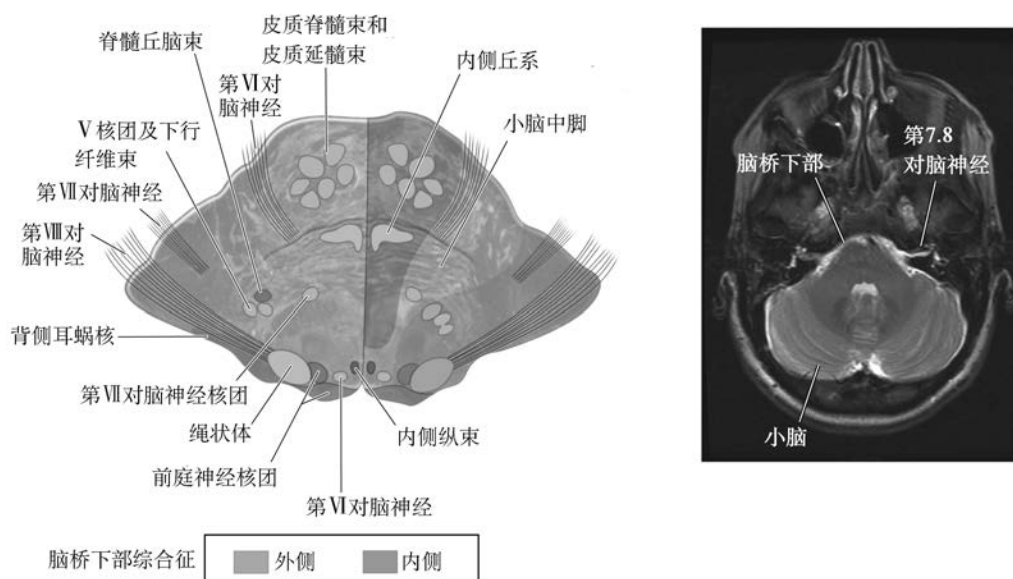 皮质脊髓束和
皮质延髓束
脊髓丘脑束
内侧丘系
第Ⅵ对
脑神经
小脑中脚
Ⅴ核团及下行
纤维束
第Ⅶ对脑神经
第Ⅷ对
脑神经
背侧耳蜗核
第Ⅶ对脑神经核团
绳状体
内侧纵束
前庭神经核团
第Ⅵ对脑神经
脑桥下部综合征
外侧
内侧
脑桥下部
第7.8
对脑神经
小脑